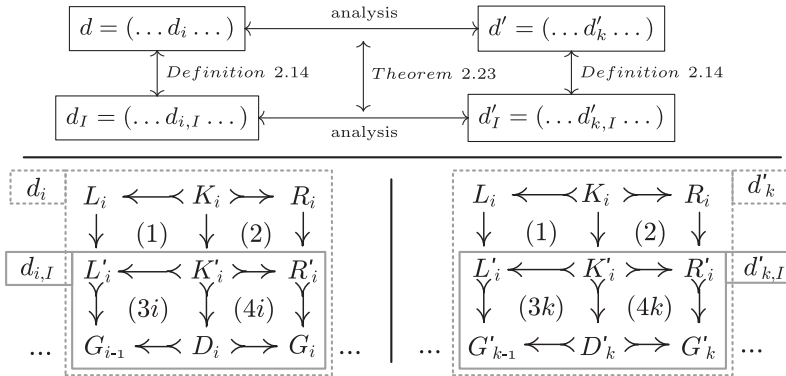 analysis
d = (. . . d_i . . .) d′ = (. . . d′_k . . .)
Definition 2.14 Theorem 2.23 Definition 2.14
d_I = (. . . d_{i,I} . . .) d′_I = (. . . d′_{k,I} . . .)
analysis
d_i L_i K_i R_i L_i K_i R_i d'_k
(1) (2) (1) (2)
d_{i,I} L'_i K'_i R'_i L'_i K'_i R'_i d'_{k,I}
(3i) (4i) (3k) (4k)
... G_{i-1} D_i G_i ... ... G'_{k-1} D'_k G'_k ...